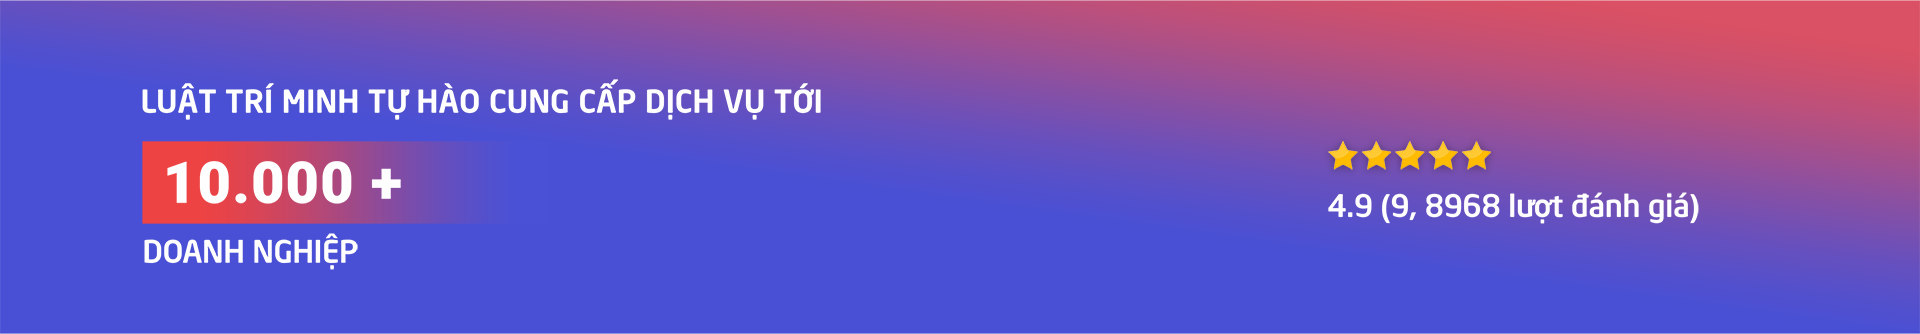 LUẬT TRÍ MINH TỰ HÀO CUNG CẤP DỊCH VỤ TỚI
10.000 +
DOANH NGHIỆP
4.9 (9, 8968 lượt đánh giá)